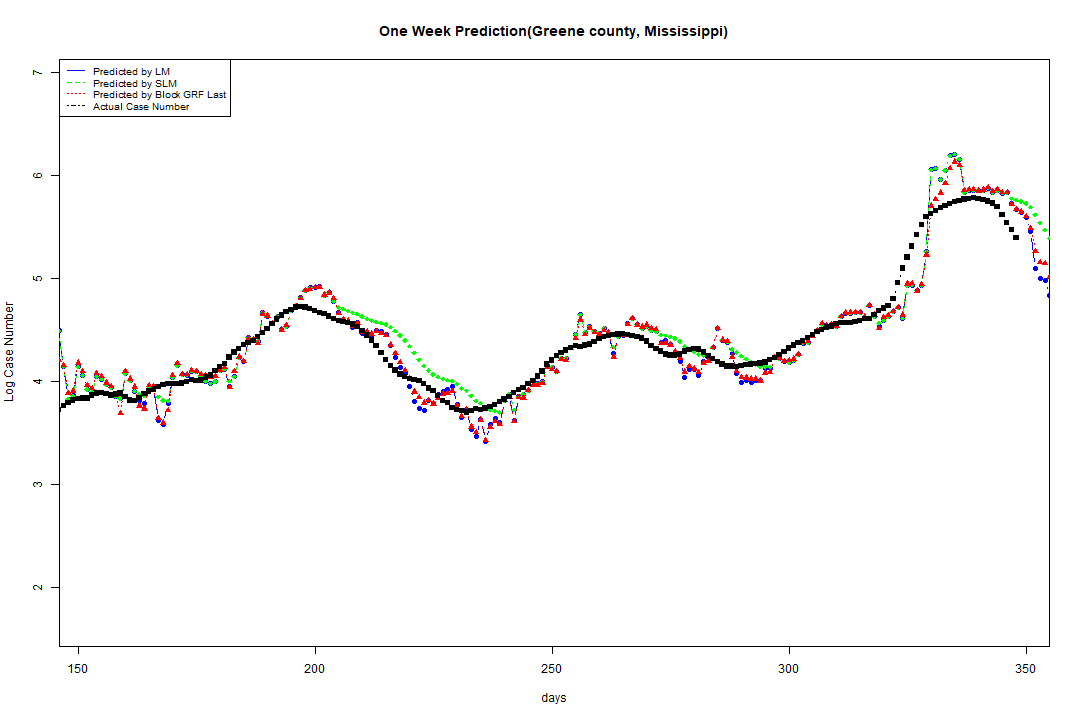 One Week Prediction(Greene county, Mississippi)
Predicted by LM
Predicted by SLM
Predicted by Block GRF Last
Actual Case Number
7
6
5
4
3
2
Log Case Number
150 200 250 300 350
days